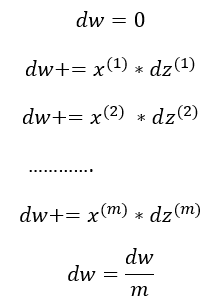 dw = 0
dw+= x^(1) * dz^(1)
dw+= x^(2) * dz^(2)
………….
dw+= x^(m) * dz^(m)
dw = dw/m